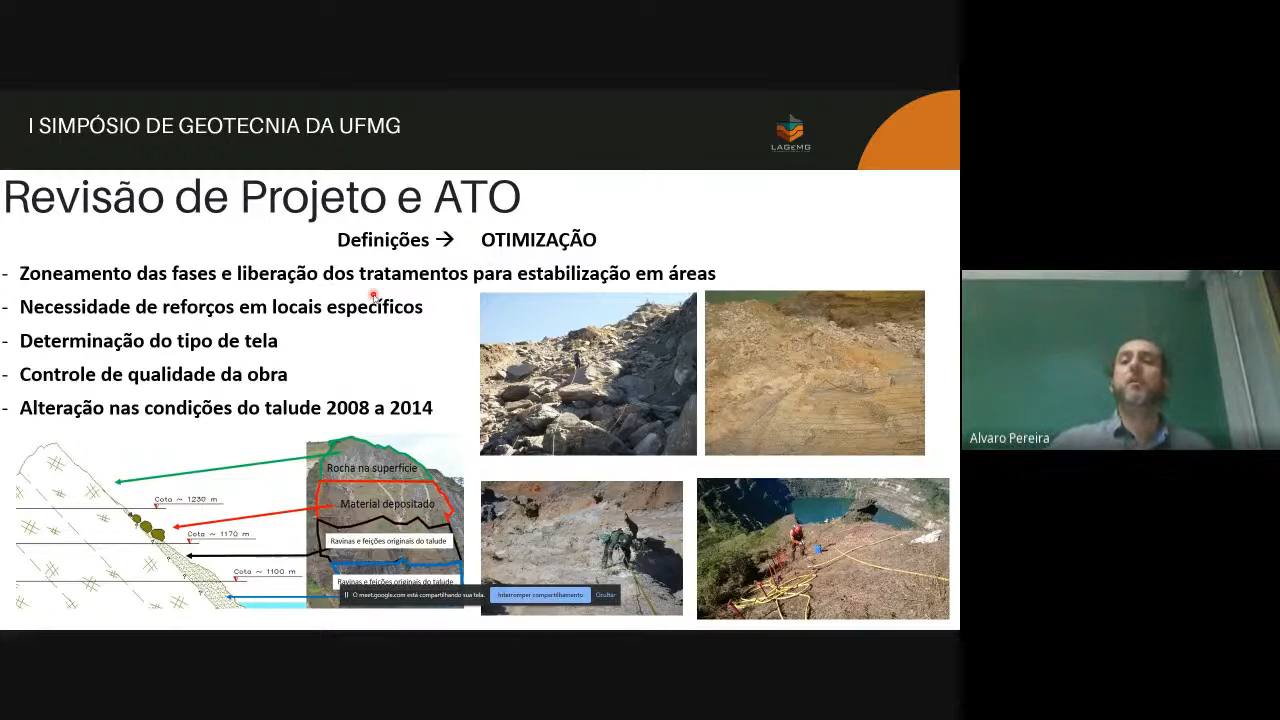 I SIMPÓSIO DE GEOTECNIA DA UFMG
LAGEMG
Revisão de Projeto e ATO
Definições → OTIMIZAÇÃO
- Zoneamento das fases e liberação dos tratamentos para estabilização em áreas
- Necessidade de reforços em locais específicos
- Determinação do tipo de tela
- Controle de qualidade da obra
- Alteração nas condições do talude 2008 a 2014
Rocha na superfície
Cota ~ 1230 m
Material depositado
Cota ~ 1170 m
Ravinas e feições originais do talude
Cota ~ 1100 m
Ravinas e feições originais do talude
O meet.google.com está compartilhando sua tela.
Interromper compartilhamento
Ocultar
Alvaro Pereira